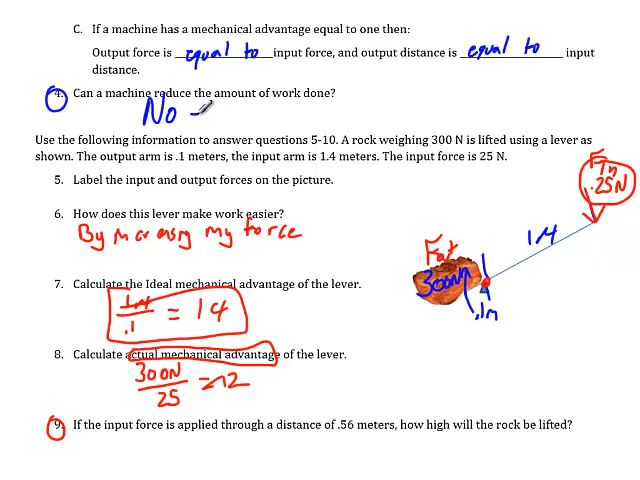 C. If a machine has a mechanical advantage equal to one then:
Output force is equal to input force, and output distance is equal to input
distance.
4. Can a machine reduce the amount of work done?
No
Use the following information to answer questions 5-10. A rock weighing 300 N is lifted using a lever as
shown. The output arm is .1 meters, the input arm is 1.4 meters. The input force is 25 N.
5. Label the input and output forces on the picture.
6. How does this lever make work easier?
By my force
7. Calculate the Ideal mechanical advantage of the lever.
1.4
.1
= 14
8. Calculate actual mechanical advantage of the lever.
300N
25
= 12
9. If the input force is applied through a distance of .56 meters, how high will the rock be lifted?
Fin
25N
300N
.1m